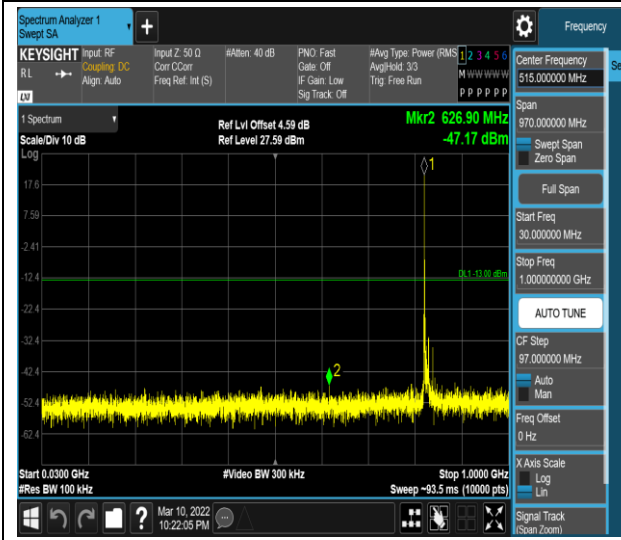 Spectrum Analyzer 1
Swept SA
Frequency
KEYSIGHT
RL
LXI
Input: RF
Coupling: DC
Align: Auto
Input Z: 50 Ω
Corr CCorr
Freq Ref: Int (S)
#Atten: 40 dB
PNO: Fast
Gate: Off
IF Gain: Low
Sig Track: Off
#Avg Type: Power (RMS
Avg|Hold: 3/3
Trig: Free Run
1 2 3 4 5 6
M W W W W W
P P P P P P
1 Spectrum
Scale/Div 10 dB
Log
Ref Lvl Offset 4.59 dB
Ref Level 27.59 dBm
Mkr2 626.90 MHz
-47.17 dBm
17.6
7.59
-2.41
-12.4
-22.4
-32.4
-42.4
-52.4
-62.4
1
DL1 -13.00 dBm
2
Start 0.0300 GHz
#Res BW 100 kHz
#Video BW 300 kHz
Stop 1.0000 GHz
Sweep ~93.5 ms (10000 pts)
Mar 10, 2022
10:22:05 PM
?
Center Frequency
515.000000 MHz
Se
Span
970.000000 MHz
Swept Span
Zero Span
Full Span
Start Freq
30.000000 MHz
Stop Freq
1.000000000 GHz
AUTO TUNE
CF Step
97.000000 MHz
Auto
Man
Freq Offset
0 Hz
X Axis Scale
Log
Lin
Signal Track
(Span Zoom)